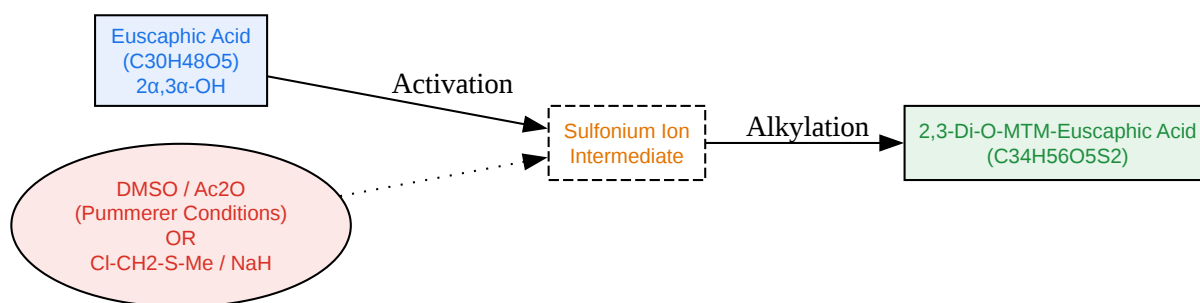 Euscaphic Acid
(C30H48O5)
2α,3α-OH
Activation
DMSO / Ac2O
(Pummerer Conditions)
OR
Cl-CH2-S-Me / NaH
Sulfonium Ion
Intermediate
Alkylation
2,3-Di-O-MTM-Euscaphic Acid
(C34H56O5S2)